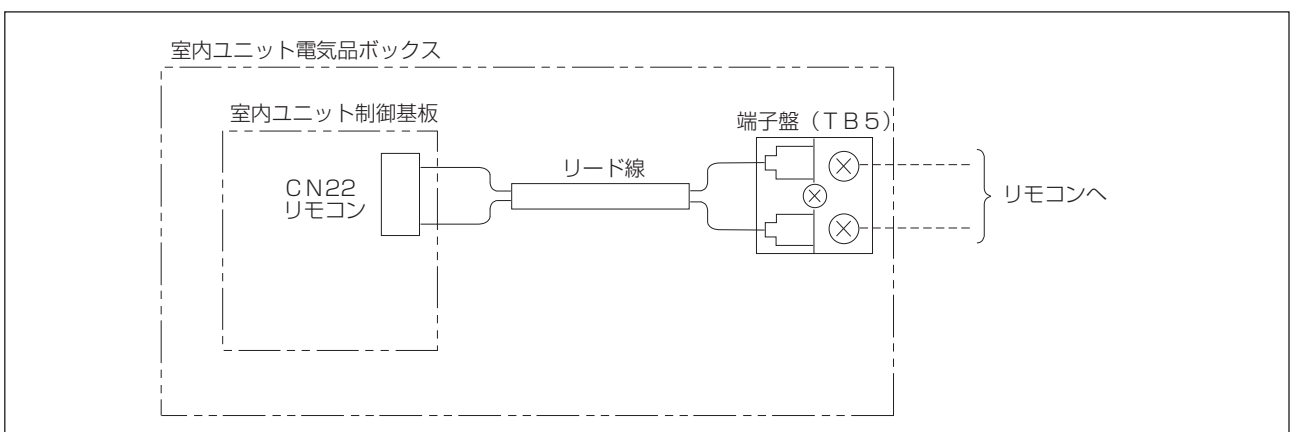 室内ユニット電気品ボックス
室内ユニット制御基板
端子盤（ＴＢ５）
リード線
ＣＮ22
リモコン
リモコンへ